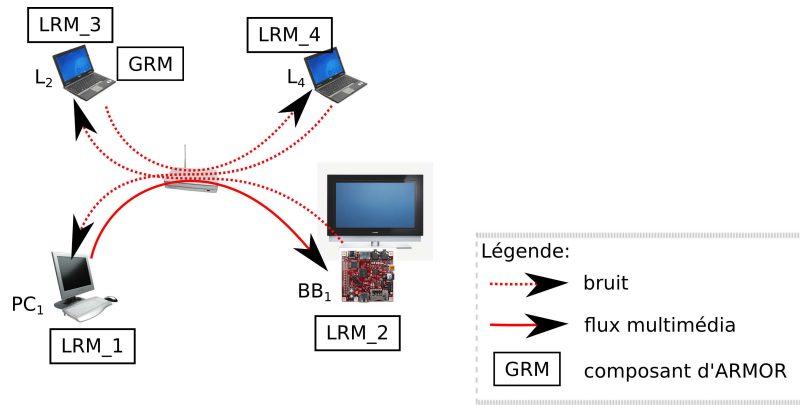 LRM_3
LRM_4
GRM
L2
L4
Légende:
bruit
PC1
BB1
flux multimédia
LRM_1
LRM_2
GRM
composant d'ARMOR